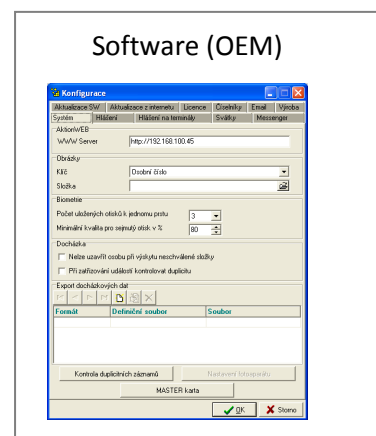 Software (OEM)
Konfigurace
Aktualizace SW Aktualizace z internetu Licence Číselníky Email Výroba
Systém Hlášení Hlášení na terminály Svátky Messenger
AktionWEB
WWW Server http://192.168.100.45
Obrázky
Klíč Osobní číslo
Složka
Biometrie
Počet uložených otisků k jednomu prstu 3
Minimální kvalita pro sejmutý otisk v % 80
Docházka
Nelze uzavřít osobu při výskytu neschválené složky
Při zatřizování událostí kontrolovat duplicitu
Export docházkových dat
Formát Definiční soubor Soubor
Kontrola duplicitních záznamů Nastavení fotoaparátu
MASTER karta
OK Storno